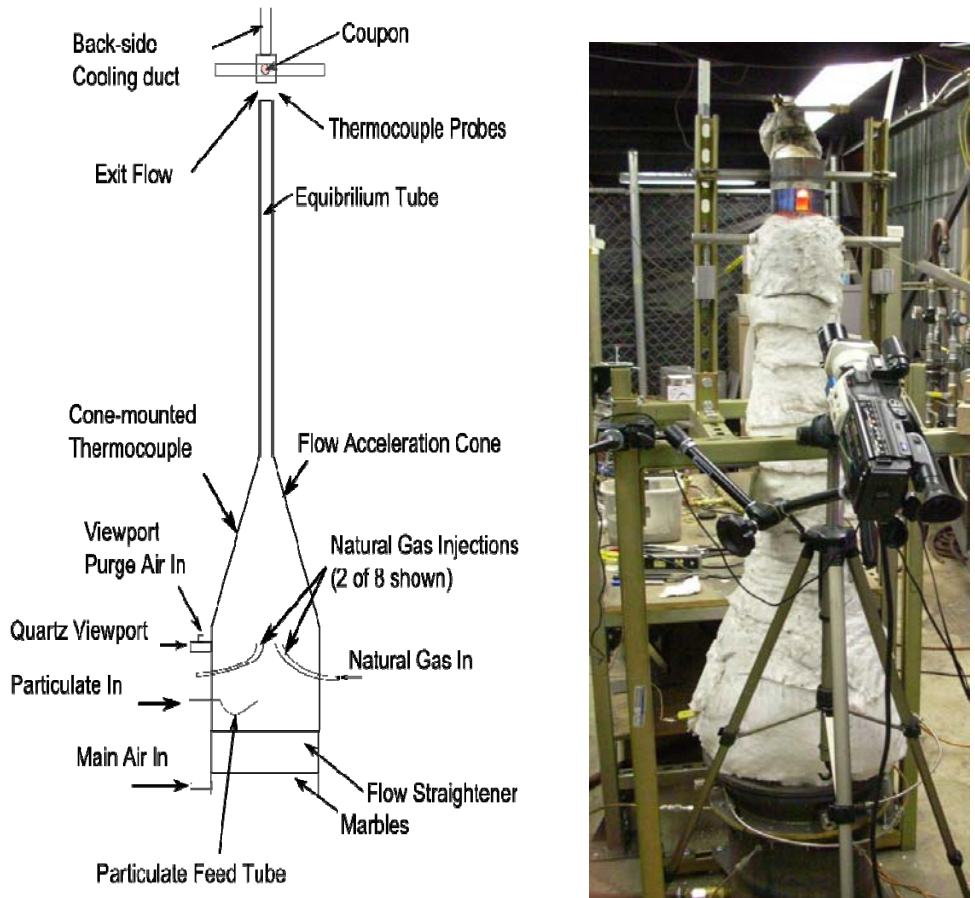 Back-side
Cooling duct
Coupon
Thermocouple Probes
Exit Flow
Equibrilium Tube
Cone-mounted
Thermocouple
Flow Acceleration Cone
Viewport
Purge Air In
Natural Gas Injections
(2 of 8 shown)
Quartz Viewport
Natural Gas In
Particulate In
Main Air In
Flow Straightener
Marbles
Particulate Feed Tube